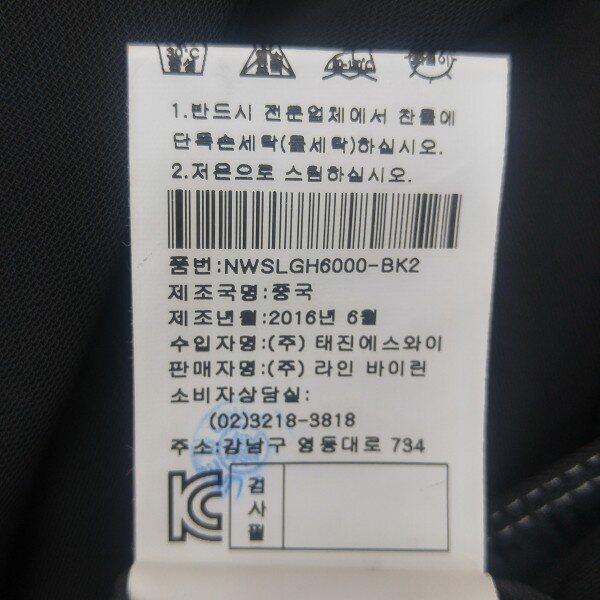 30℃
1.반드시 전문업체에서 찬물에
단독손세탁(물세탁)하십시오.
2.저온으로 스팀하십시오.
품번:NWSLGH6000-BK2
제조국명:중국
제조년월:2016년 6월
수입자명:(주) 태진에스와이
판매자명:(주) 라인 바이린
소비자상담실:
(02)3218-3818
주소:강남구 영동대로 734
KC 검사필